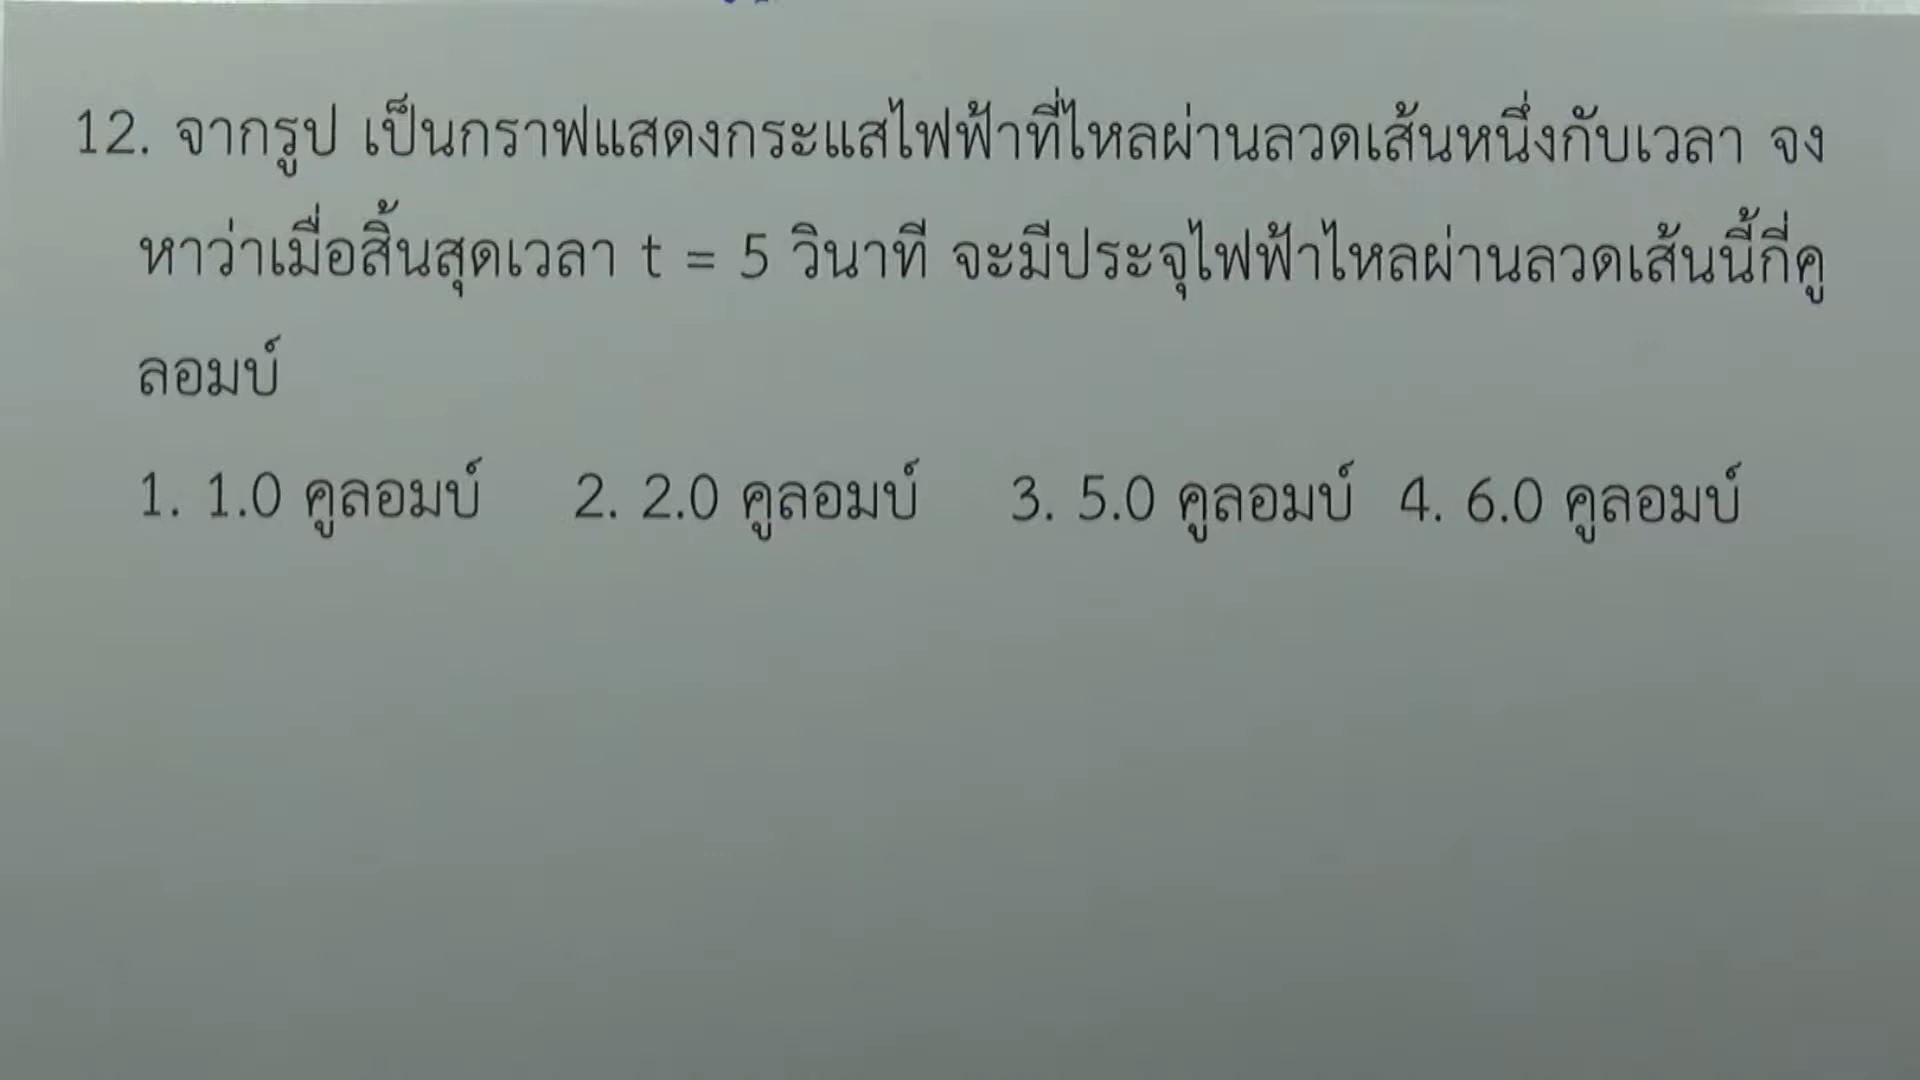 12. จากรูป เป็นกราฟแสดงกระแสไฟฟ้าที่ไหลผ่านลวดเส้นหนึ่งกับเวลา จง
หาว่าเมื่อสิ้นสุดเวลา t = 5 วินาที จะมีประจุไฟฟ้าไหลผ่านลวดเส้นนี้กี่คู
ลอมบ์
1. 1.0 คูลอมบ์ 2. 2.0 คูลอมบ์ 3. 5.0 คูลอมบ์ 4. 6.0 คูลอมบ์